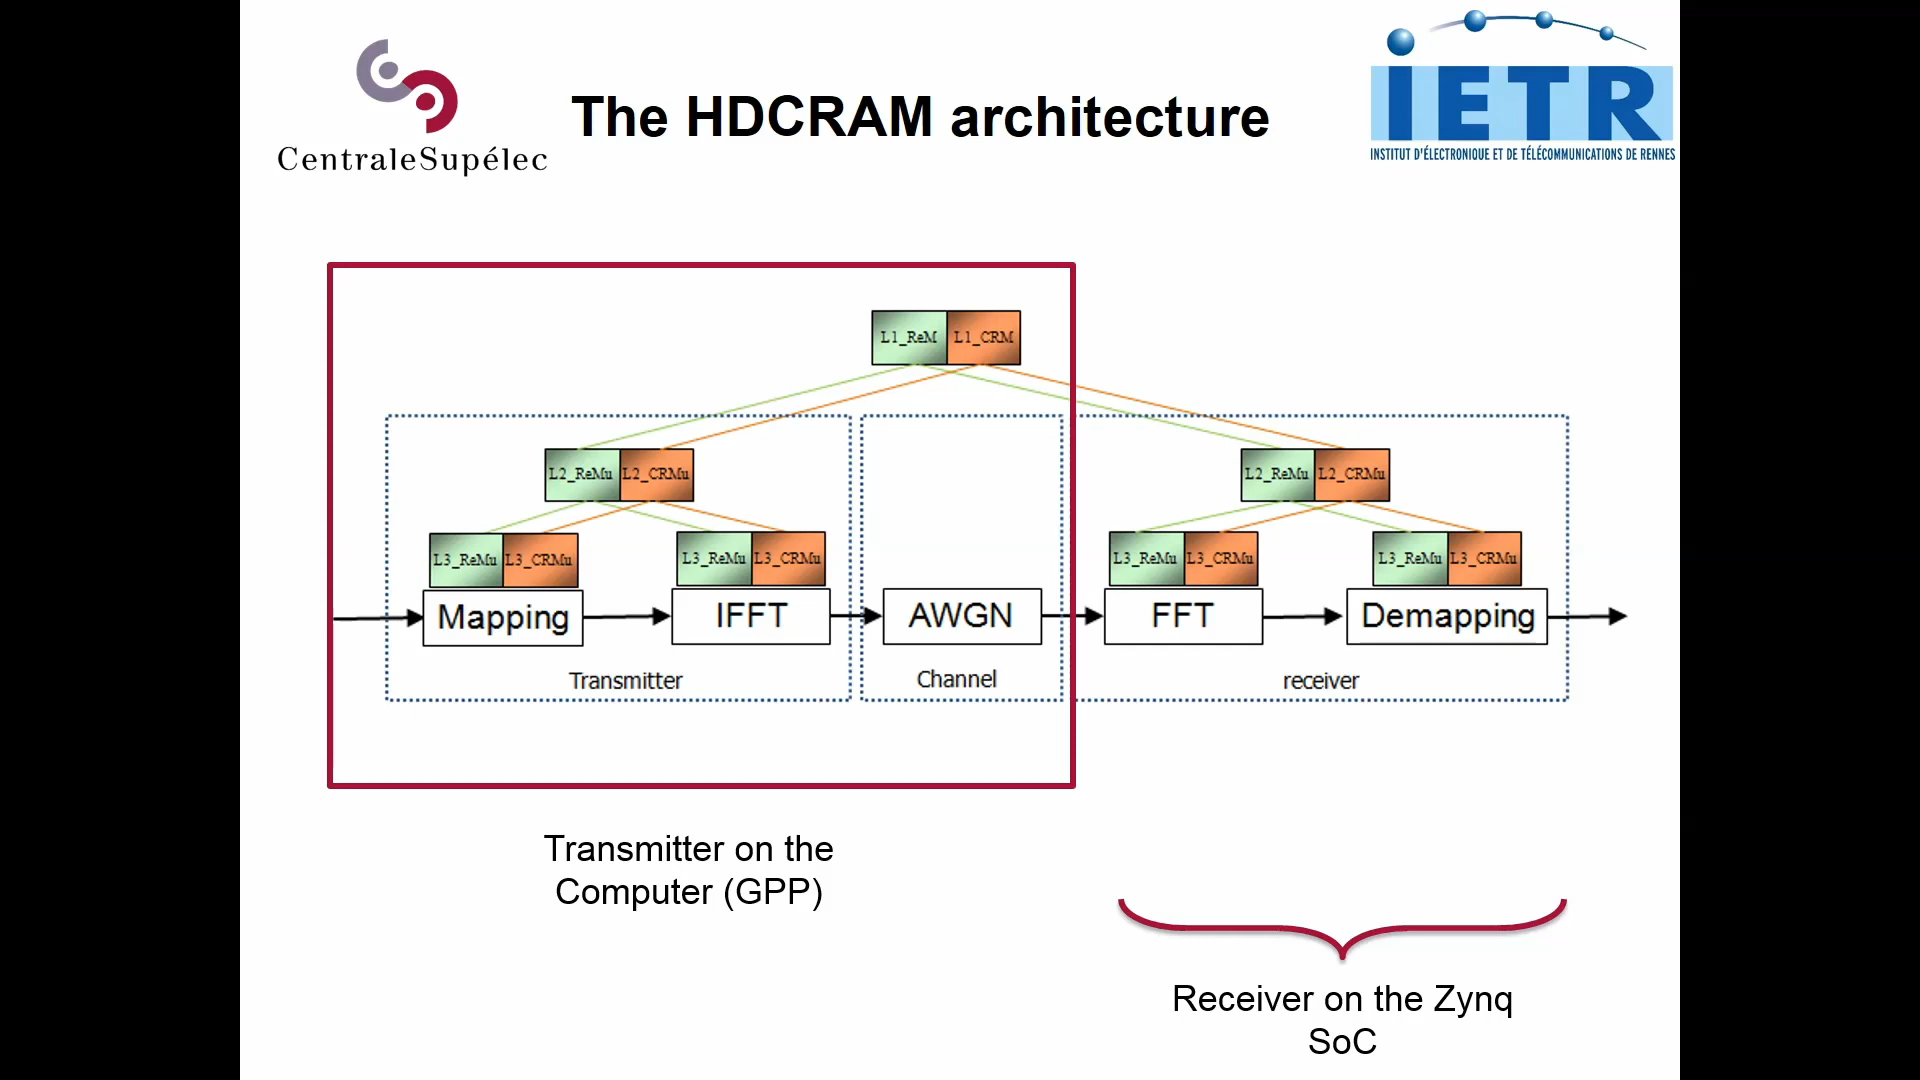 CentraleSupélec
The HDCRAM architecture
IETR
INSTITUT D'ÉLECTRONIQUE ET DE TÉLÉCOMMUNICATIONS DE RENNES
L1_ReM L1_CRM
L2_ReMu L2_CRMu
L2_ReMu L2_CRMu
L3_ReMu L3_CRMu
L3_ReMu L3_CRMu
L3_ReMu L3_CRMu
L3_ReMu L3_CRMu
Mapping
IFFT
AWGN
FFT
Demapping
Transmitter
Channel
receiver
Transmitter on the
Computer (GPP)
Receiver on the Zynq
SoC